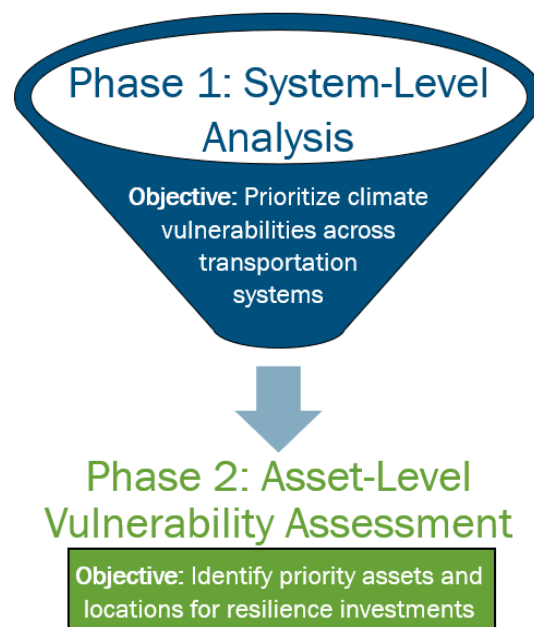 Phase 1: System-Level
Analysis
Objective: Prioritize climate
vulnerabilities across
transportation
systems
Phase 2: Asset-Level
Vulnerability Assessment
Objective: Identify priority assets and
locations for resilience investments